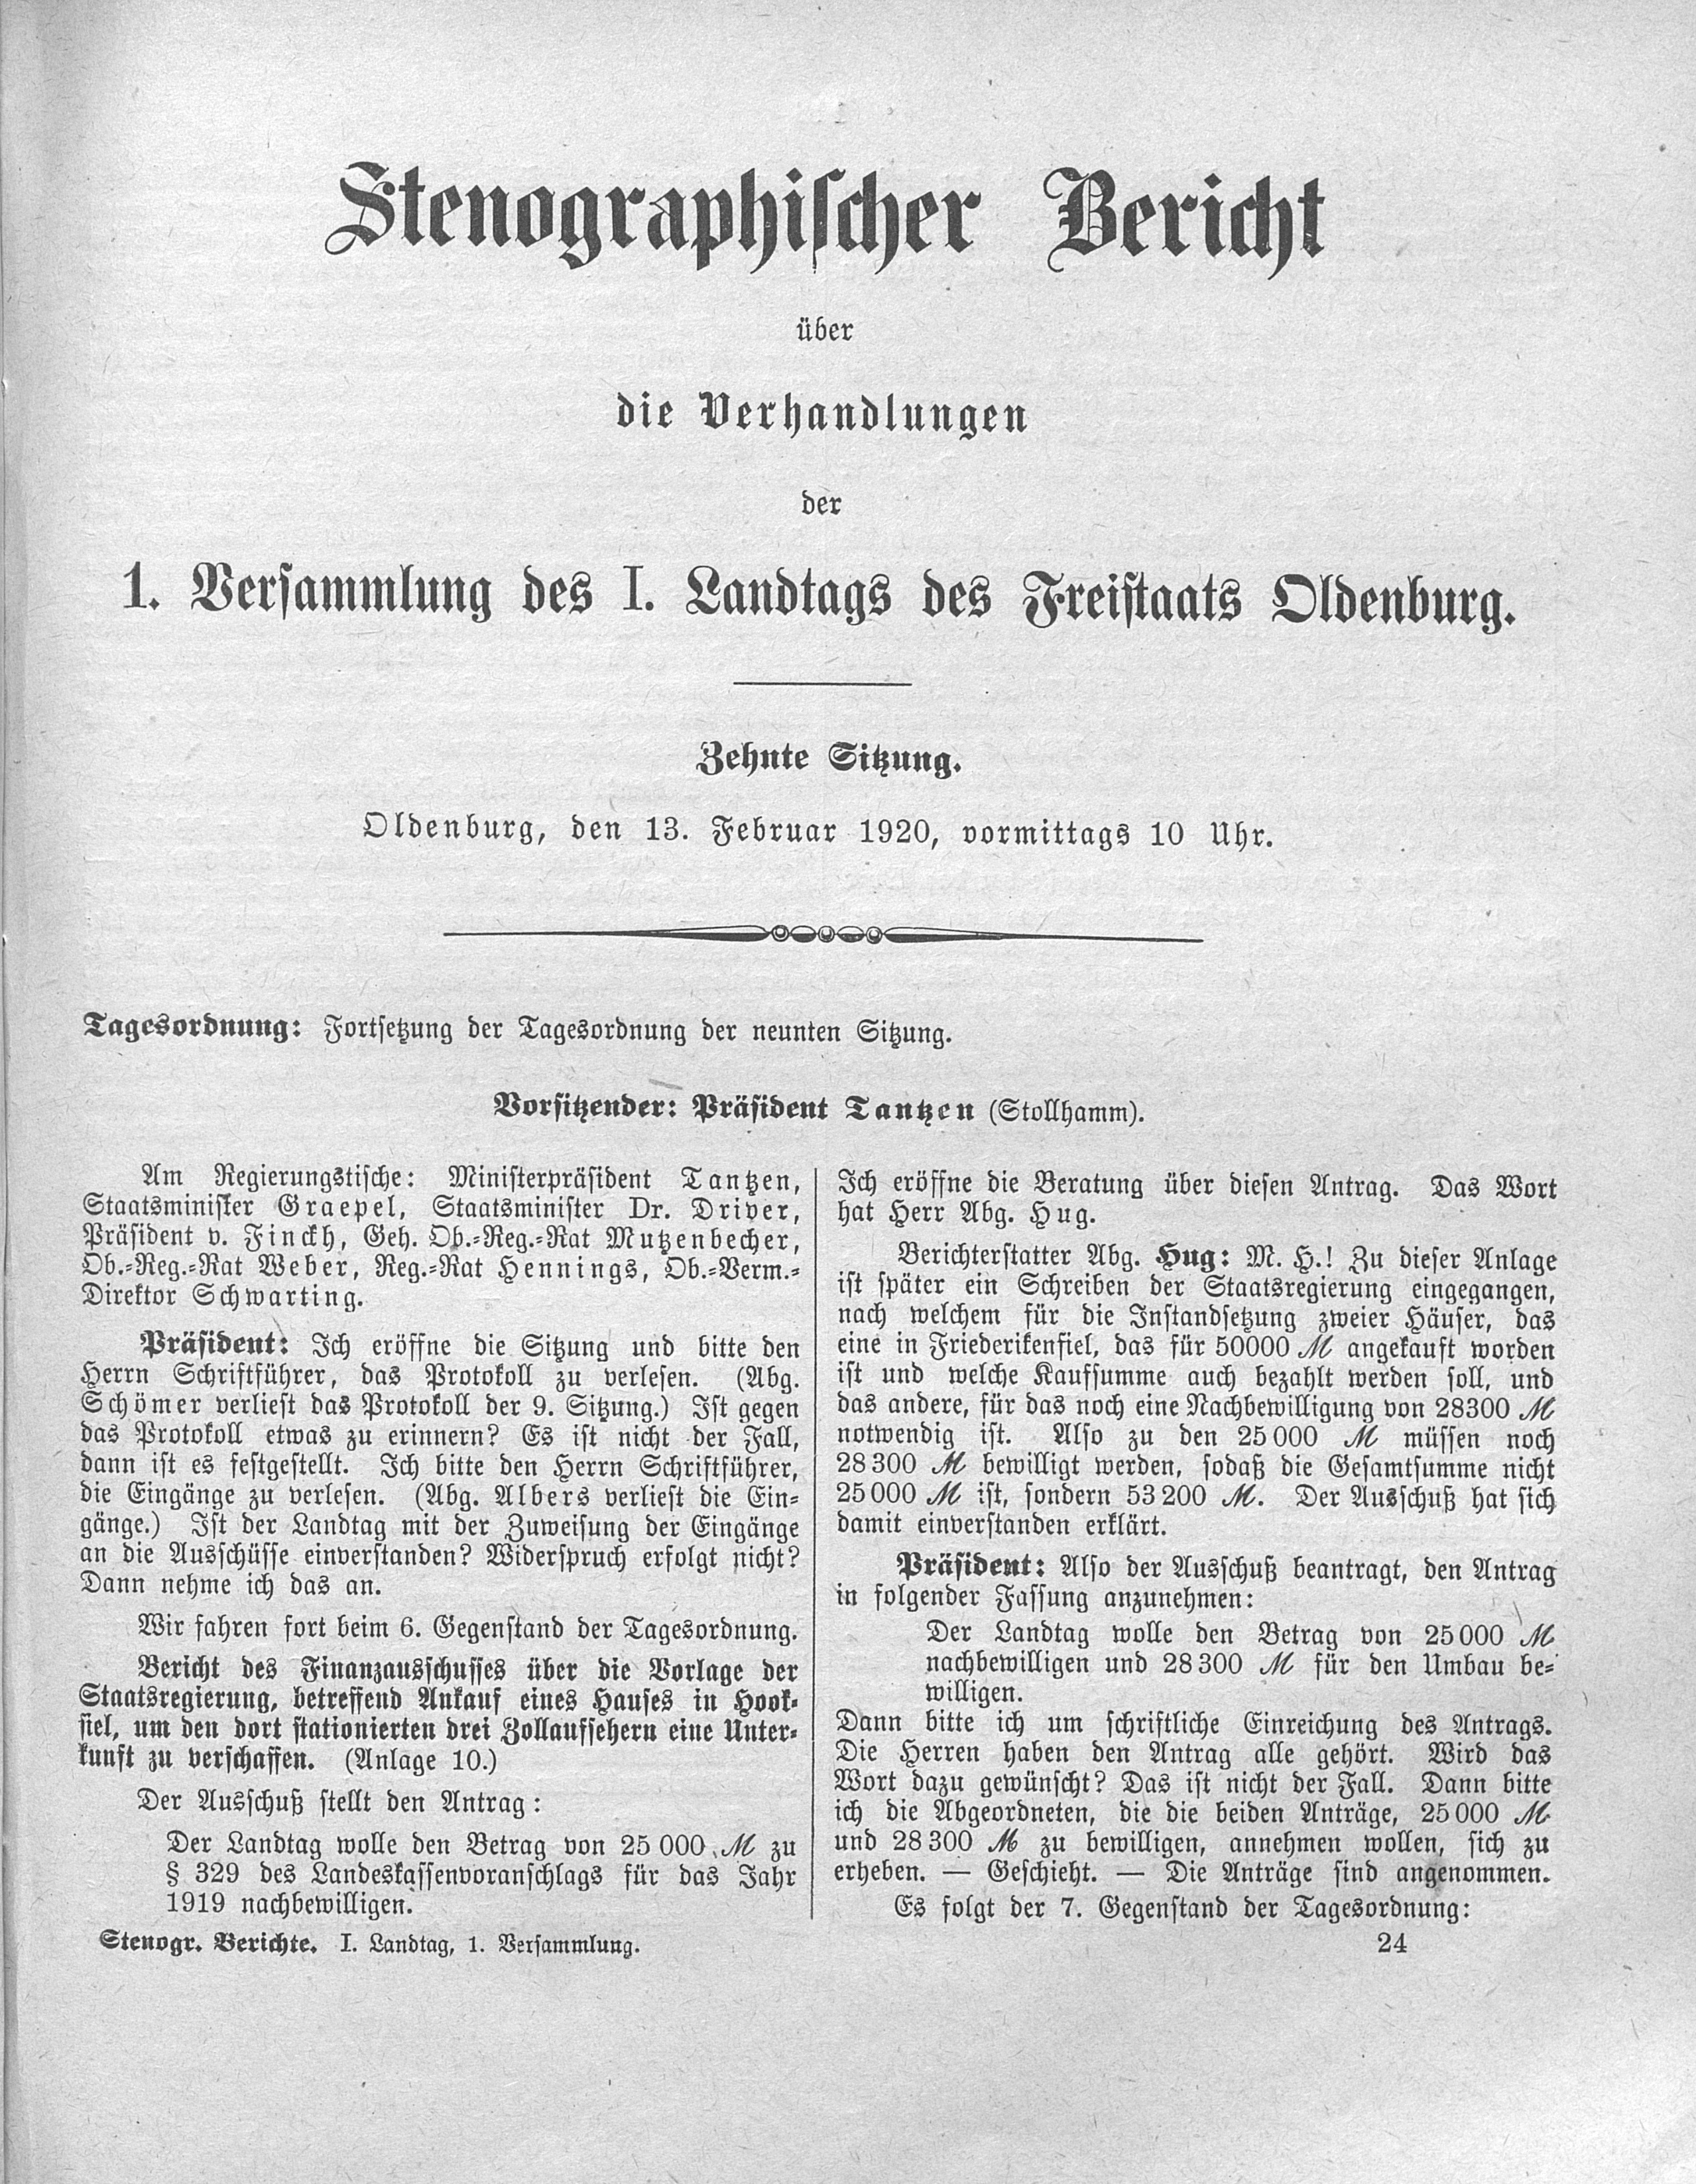 Stenographischer Bericht
über
die Verhandlungen
der
1. Versammlung des I. Landtags des Freistaats Oldenburg.
Zehnte Sitzung.
Oldenburg, den 13. Februar 1920, vormittags 10 Uhr.
Tagesordnung: Fortsetzung der Tagesordnung der neunten Sitzung.
Vorsitzender: Präsident Tantzen (Stollhamm).
Am Regierungstische: Ministerpräsident Tantzen,
Staatsminister Graepel, Staatsminister Dr. Driver,
Präsident v. Finckh, Geh. Ob.-Reg.-Rat Mutzenbecher,
Ob.-Reg.-Rat Weber, Reg.-Rat Hennings, Ob.-Verm.-
Direktor Schwarting.
Präsident: Ich eröffne die Sitzung und bitte den
Herrn Schriftführer, das Protokoll zu verlesen. (Abg.
Schömer verliest das Protokoll der 9. Sitzung.) Ist gegen
das Protokoll etwas zu erinnern? Es ist nicht der Fall,
dann ist es festgestellt. Ich bitte den Herrn Schriftführer,
die Eingänge zu verlesen. (Abg. Albers verliest die Ein-
gänge.) Ist der Landtag mit der Zuweisung der Eingänge
an die Ausschüsse einverstanden? Widerspruch erfolgt nicht?
Dann nehme ich das an.
Wir fahren fort beim 6. Gegenstand der Tagesordnung.
Bericht des Finanzausschusses über die Vorlage der
Staatsregierung, betreffend Ankauf eines Hauses in Hook-
siel, um den dort stationierten drei Zollaufsehern eine Unter-
kunft zu verschaffen. (Anlage 10.)
Der Ausschuß stellt den Antrag:
Der Landtag wolle den Betrag von 25 000 ℳ zu
§ 329 des Landeskassenvoranschlags für das Jahr
1919 nachbewilligen.
Stenogr. Berichte. I. Landtag, 1. Versammlung.
Ich eröffne die Beratung über diesen Antrag. Das Wort
hat Herr Abg. Hug.
Berichterstatter Abg. Hug: M. H.! Zu dieser Anlage
ist später ein Schreiben der Staatsregierung eingegangen,
nach welchem für die Instandsetzung zweier Häuser, das
eine in Friederikensiel, das für 50000 ℳ angekauft worden
ist und welche Kaufsumme auch bezahlt werden soll, und
das andere, für das noch eine Nachbewilligung von 28300 ℳ
notwendig ist. Also zu den 25 000 ℳ müssen noch
28 300 ℳ bewilligt werden, sodaß die Gesamtsumme nicht
25 000 ℳ ist, sondern 53 200 ℳ. Der Ausschuß hat sich
damit einverstanden erklärt.
Präsident: Also der Ausschuß beantragt, den Antrag
in folgender Fassung anzunehmen:
Der Landtag wolle den Betrag von 25 000 ℳ
nachbewilligen und 28 300 ℳ für den Umbau be-
willigen.
Dann bitte ich um schriftliche Einreichung des Antrags.
Die Herren haben den Antrag alle gehört. Wird das
Wort dazu gewünscht? Das ist nicht der Fall. Dann bitte
ich die Abgeordneten, die die beiden Anträge, 25 000 ℳ
und 28 300 ℳ zu bewilligen, annehmen wollen, sich zu
erheben. — Geschieht. — Die Anträge sind angenommen.
Es folgt der 7. Gegenstand der Tagesordnung:
24